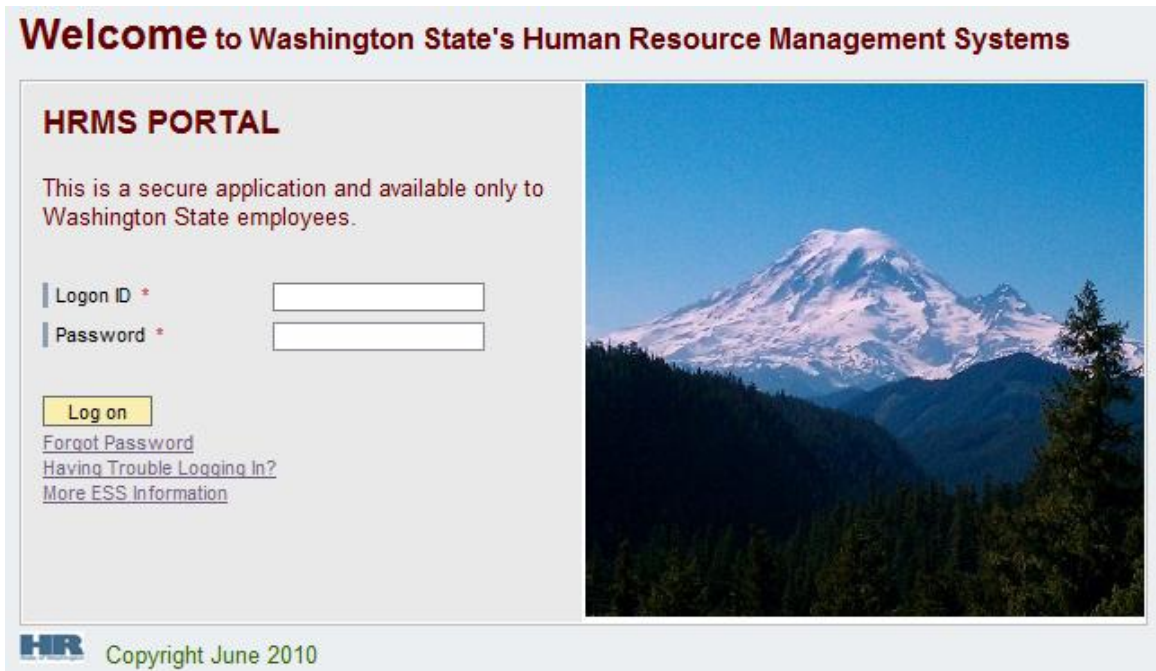 Welcome to Washington State's Human Resource Management Systems
HRMS PORTAL
This is a secure application and available only to
Washington State employees.
Logon ID *
Password *
Log on
Forgot Password
Having Trouble Logging In?
More ESS Information
HR
Copyright June 2010